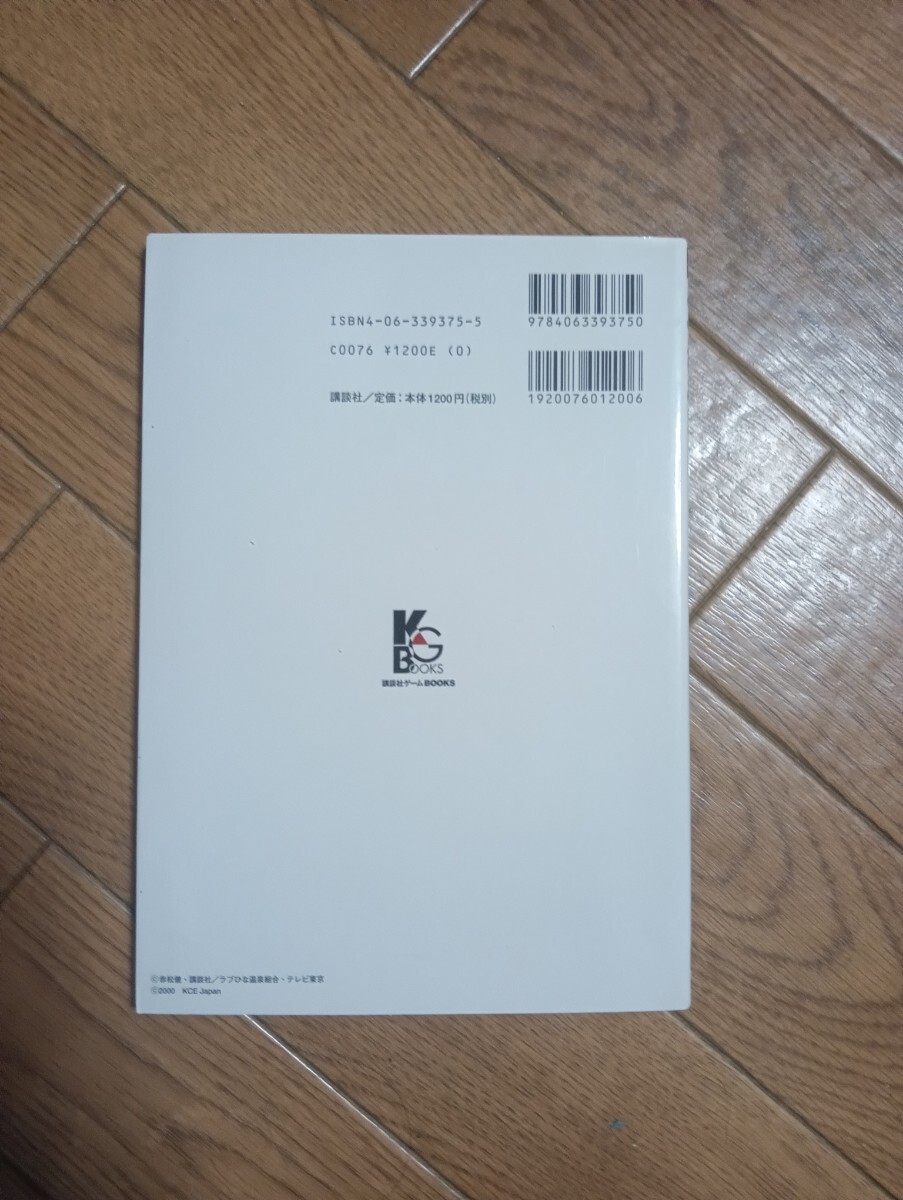 ISBN4-06-339375-5
9784063393750
C0076 ¥1200E (0)
講談社／定価：本体1200円(税別)
1920076012006
KG
BOOKS
講談社ゲームBOOKS
©赤松健・講談社／ラブひな温泉組合・テレビ東京
©2000 KCE Japan